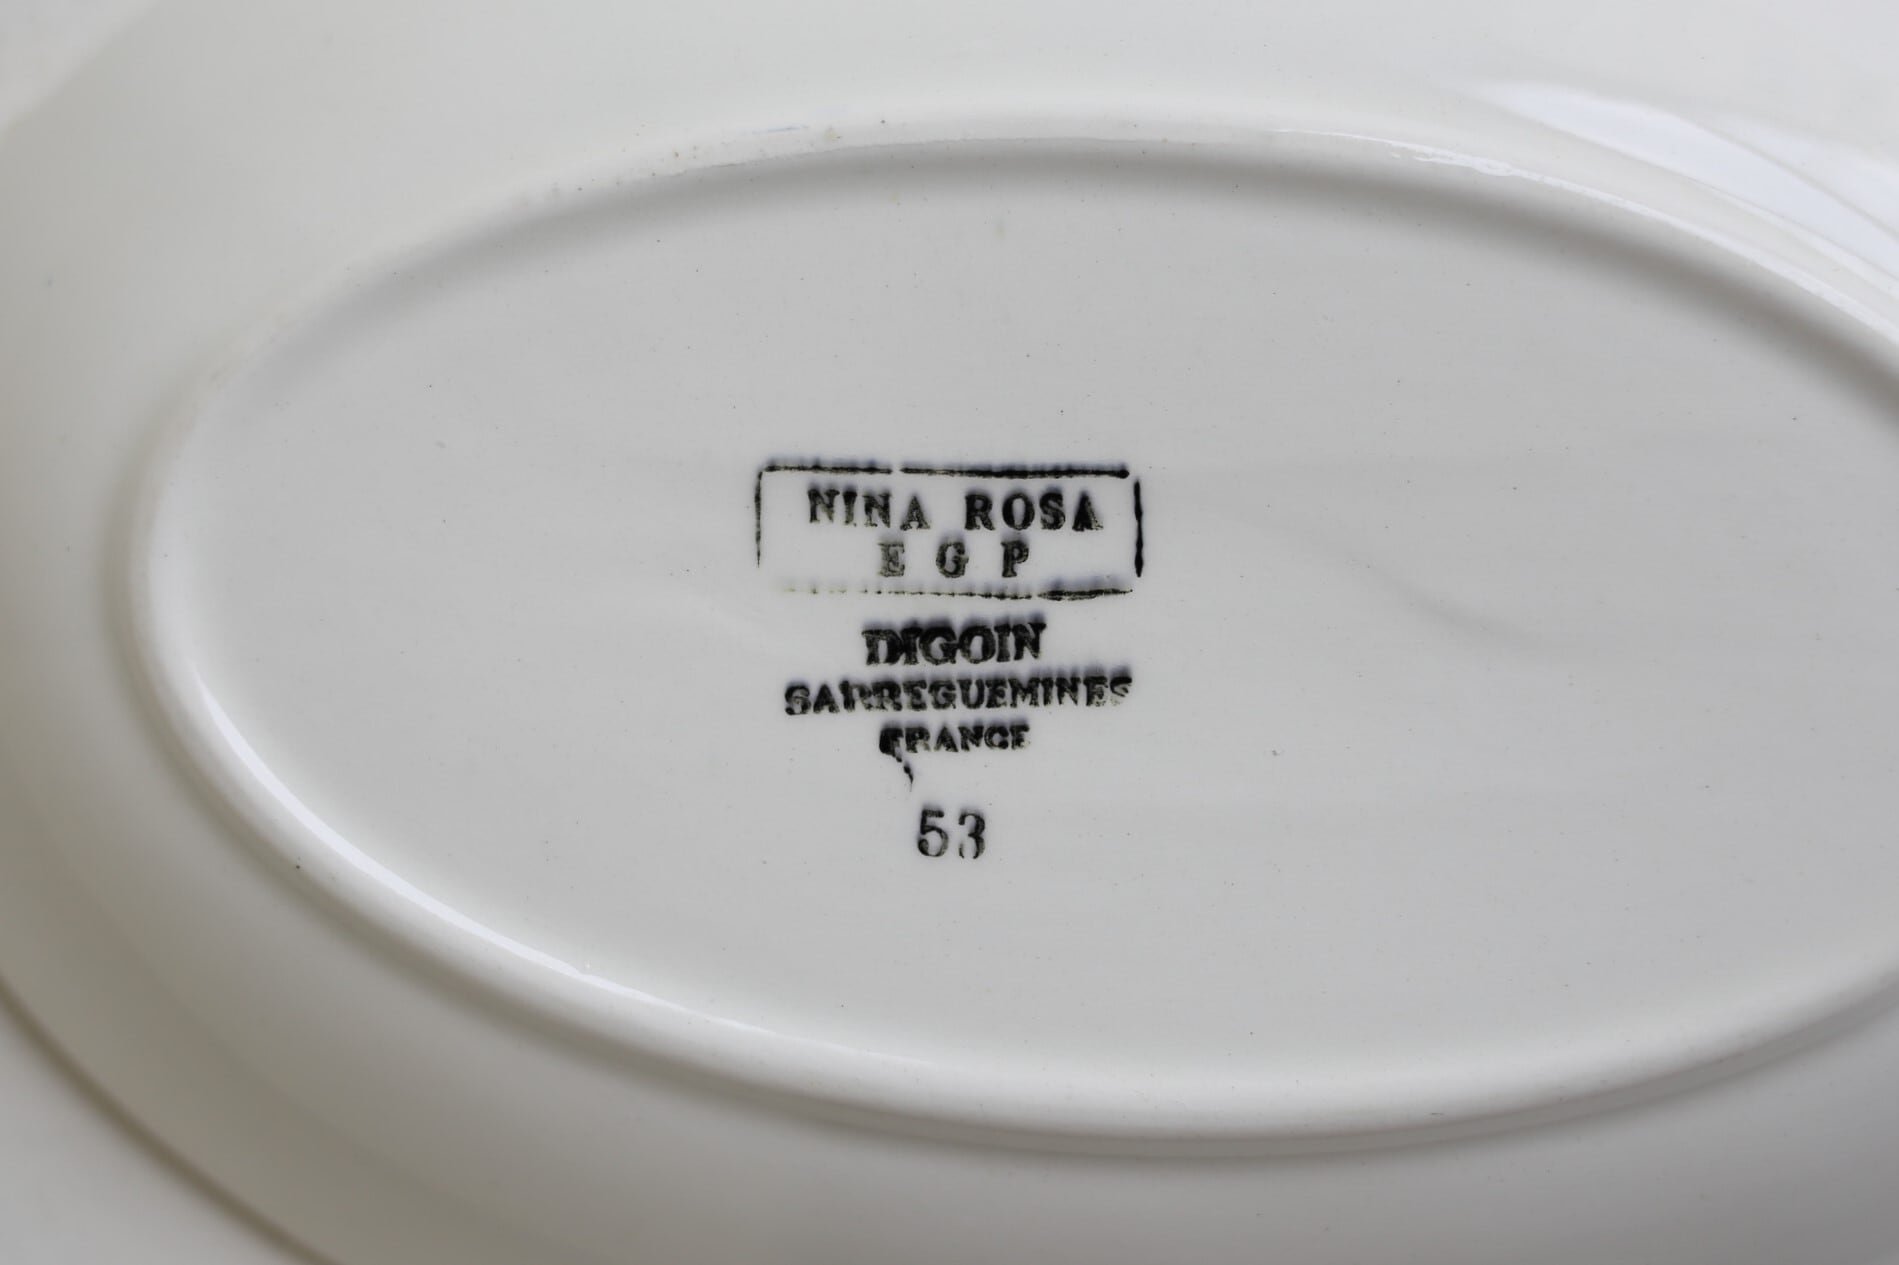 NINA ROSA
E G P
DIGOIN
SARREGUEMINES
FRANCE
53